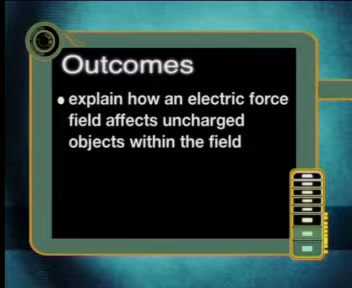 Outcomes
• explain how an electric force
field affects uncharged
objects within the field